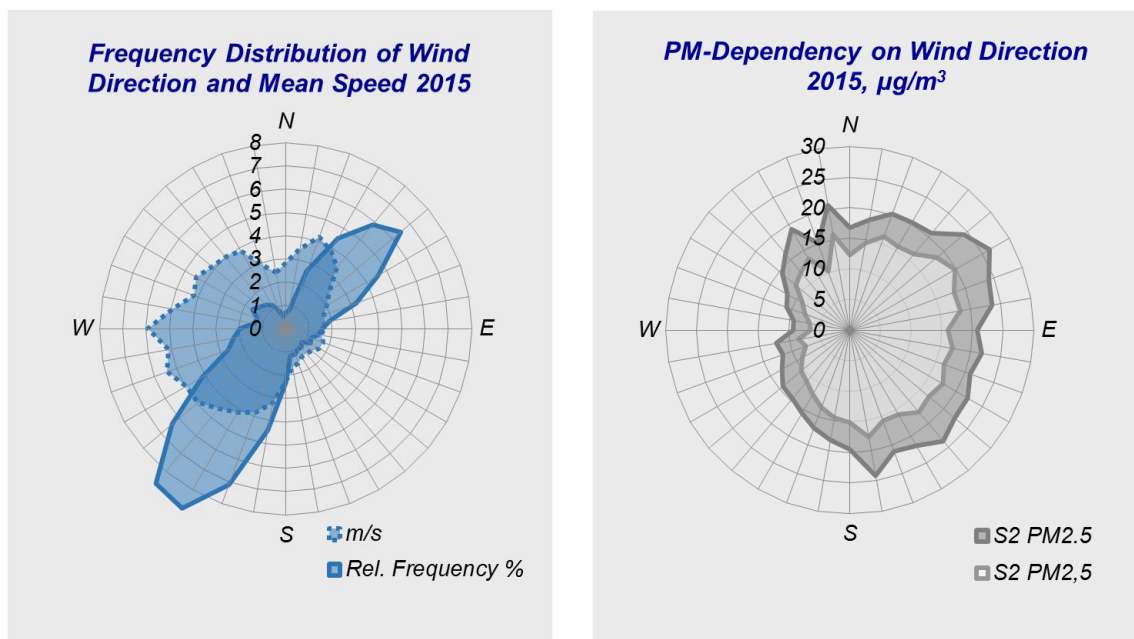 Frequency Distribution of Wind
Direction and Mean Speed 2015
N
8
7
6
5
4
3
2
1
0
W
E
S
m/s
Rel. Frequency %
PM-Dependency on Wind Direction
2015, µg/m³
N
30
25
20
15
10
5
0
W
E
S
S2 PM2.5
S2 PM2,5